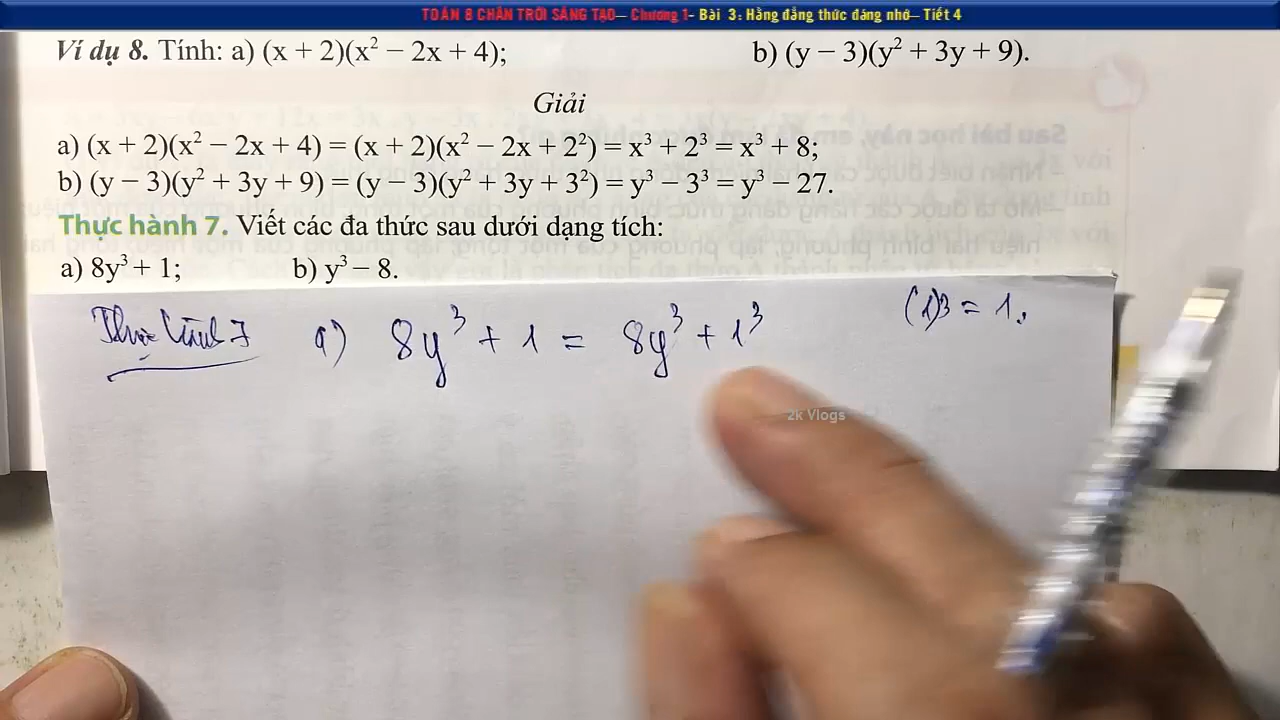 TOÁN 8 CHÂN TRỜI SÁNG TẠO– Chương 1- Bài 3: Hằng đẳng thức đáng nhớ– Tiết 4
Ví dụ 8. Tính: a) (x + 2)(x² − 2x + 4); b) (y − 3)(y² + 3y + 9).
Giải
a) (x + 2)(x² − 2x + 4) = (x + 2)(x² − 2x + 2²) = x³ + 2³ = x³ + 8;
b) (y − 3)(y² + 3y + 9) = (y − 3)(y² + 3y + 3²) = y³ − 3³ = y³ − 27.
Thực hành 7. Viết các đa thức sau dưới dạng tích:
a) 8y³ + 1; b) y³ − 8.
Thực hành 7 a) 8y³ + 1 = 8y³ + 1³ (1)³ = 1.
2k Vlogs